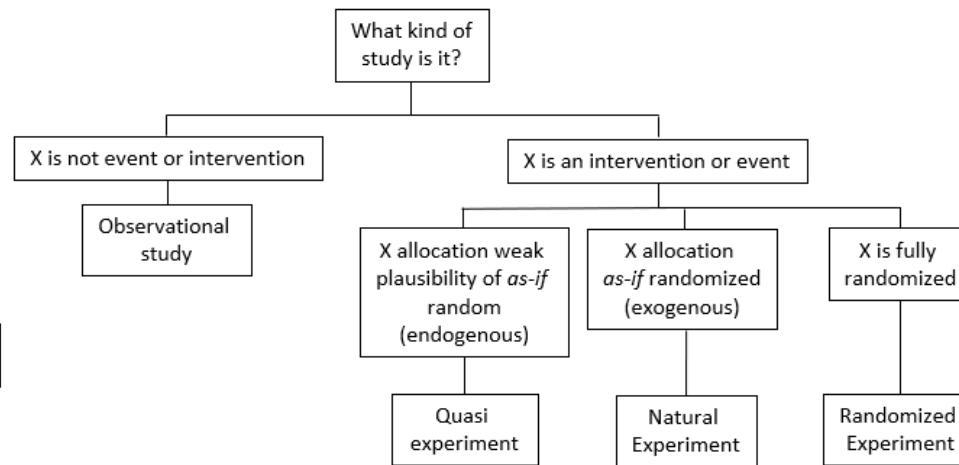 What kind of
study is it?
X is not event or intervention
X is an intervention or event
Observational
study
X allocation weak
plausibility of as-if
random
(endogenous)
X allocation
as-if randomized
(exogenous)
X is fully
randomized
Quasi
experiment
Natural
Experiment
Randomized
Experiment